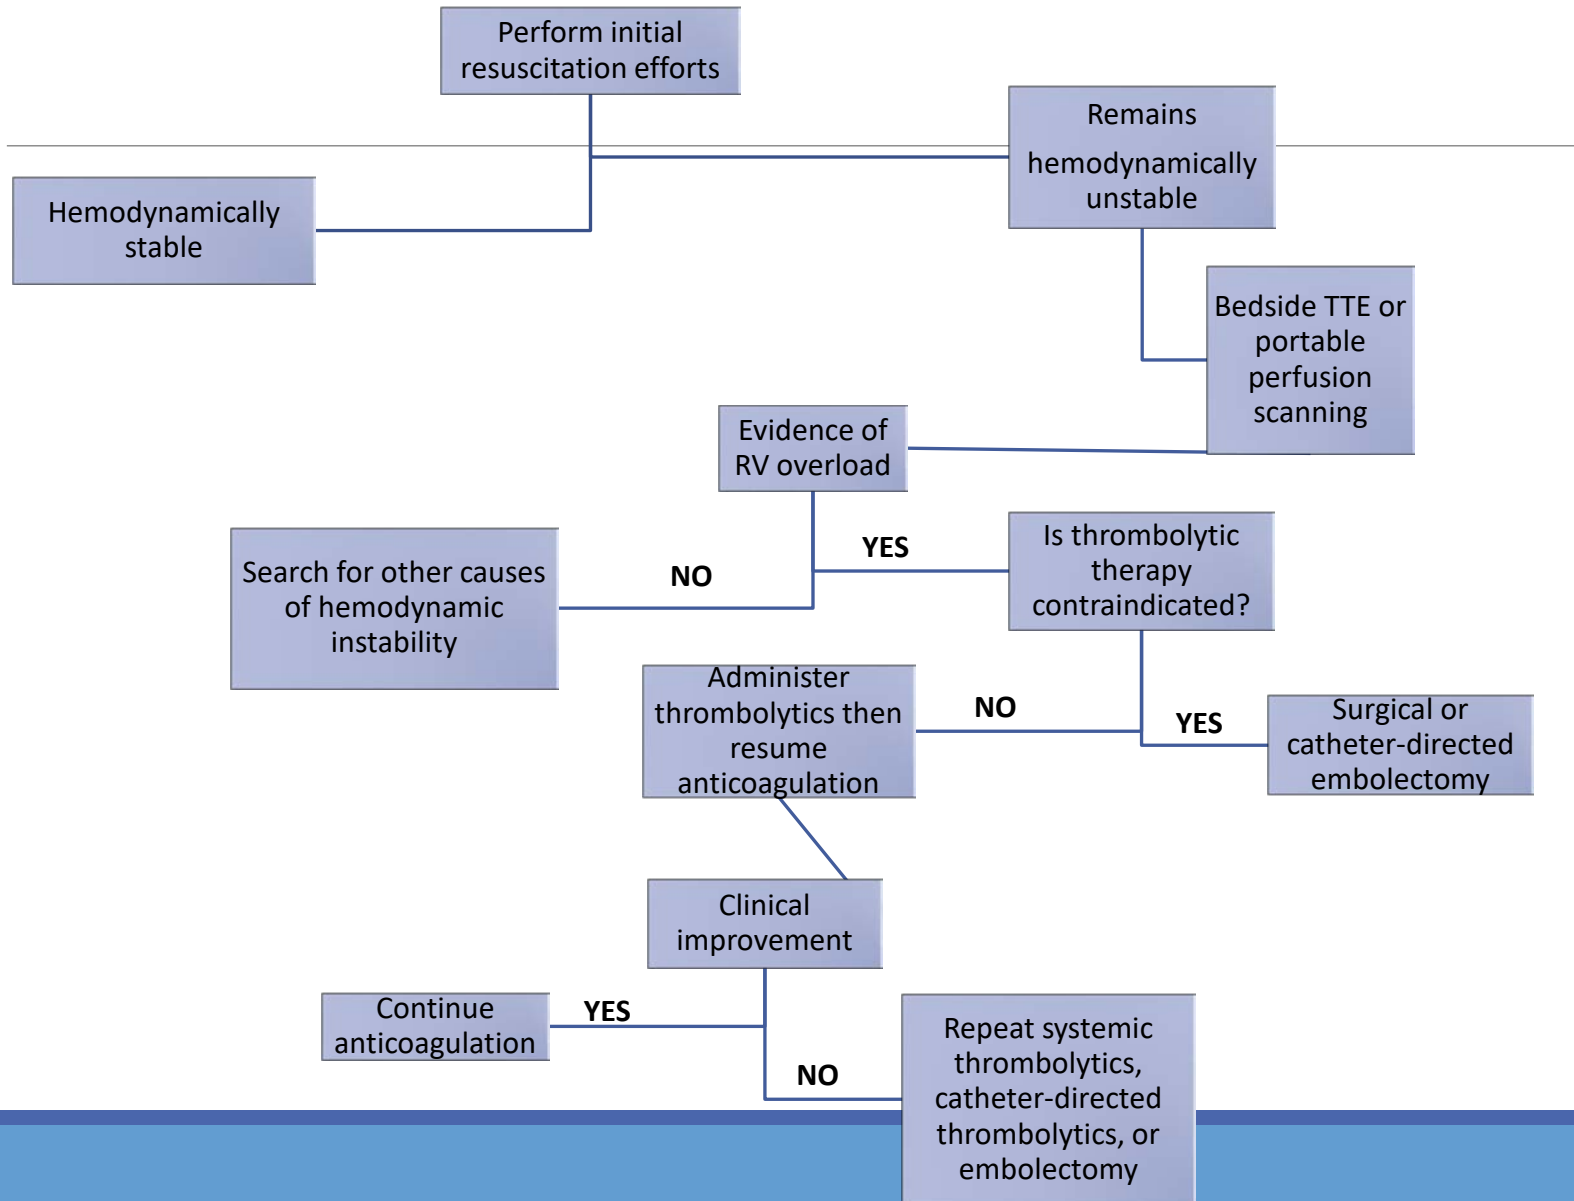 Perform initial
resuscitation efforts
Remains
hemodynamically
unstable
Hemodynamically
stable
Bedside TTE or
portable
perfusion
scanning
Evidence of
RV overload
YES
NO
Is thrombolytic
therapy
contraindicated?
Search for other causes
of hemodynamic
instability
Administer
thrombolytics then
resume
anticoagulation
NO
YES
Surgical or
catheter-directed
embolectomy
Clinical
improvement
Continue
anticoagulation
YES
NO
Repeat systemic
thrombolytics,
catheter-directed
thrombolytics, or
embolectomy